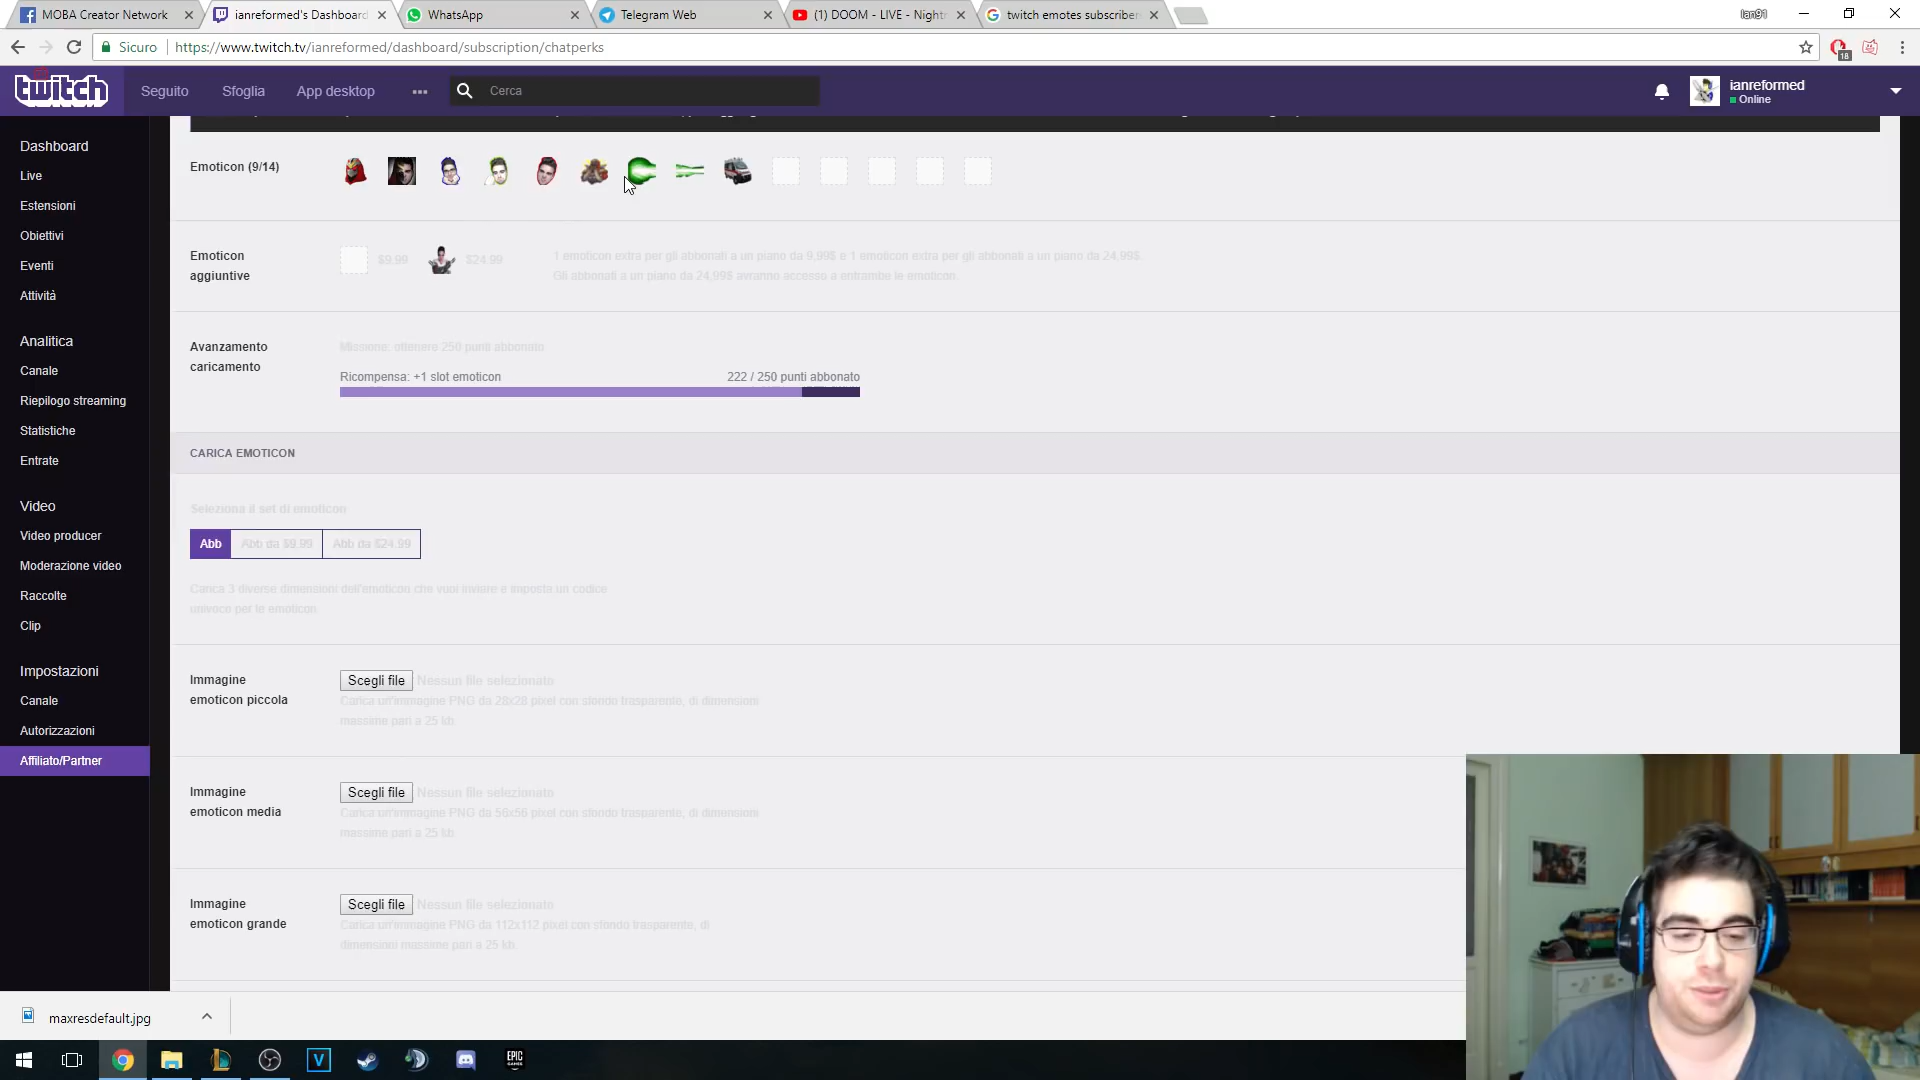 MOBA Creator Network
ianreformed's Dashboard
WhatsApp
Telegram Web
(1) DOOM - LIVE - Night
twitch emotes subscriber
Ian91
Sicuro
https://www.twitch.tv/ianreformed/dashboard/subscription/chatperks
18
twitch
Seguito
Sfoglia
App desktop
Cerca
ianreformed
Online
Dashboard
Live
Estensioni
Obiettivi
Eventi
Attività
Analitica
Canale
Riepilogo streaming
Statistiche
Entrate
Video
Video producer
Moderazione video
Raccolte
Clip
Impostazioni
Canale
Autorizzazioni
Affiliato/Partner
Emoticon (9/14)
Emoticon
aggiuntive
$9.99
$24.99
1 emoticon extra per gli abbonati a un piano da 9,99$ e 1 emoticon extra per gli abbonati a un piano da 24,99$.
Gli abbonati a un piano da 24,99$ avranno accesso a entrambe le emoticon.
Avanzamento
caricamento
Missione: ottenere 250 punti abbonato
Ricompensa: +1 slot emoticon
222 / 250 punti abbonato
CARICA EMOTICON
Seleziona il set di emoticon
Abb
Abb da $9.99
Abb da $24.99
Carica 3 diverse dimensioni dell'emoticon che vuoi inviare e imposta un codice
univoco per le emoticon.
Immagine
emoticon piccola
Scegli file
Nessun file selezionato
Carica un'immagine PNG da 28x28 pixel con sfondo trasparente, di dimensioni
massime pari a 25 kb.
Immagine
emoticon media
Scegli file
Nessun file selezionato
Carica un'immagine PNG da 56x56 pixel con sfondo trasparente, di dimensioni
massime pari a 25 kb.
Immagine
emoticon grande
Scegli file
Nessun file selezionato
Carica un'immagine PNG da 112x112 pixel con sfondo trasparente, di
dimensioni massime pari a 25 kb.
maxresdefault.jpg
V
EPIC
GAMES